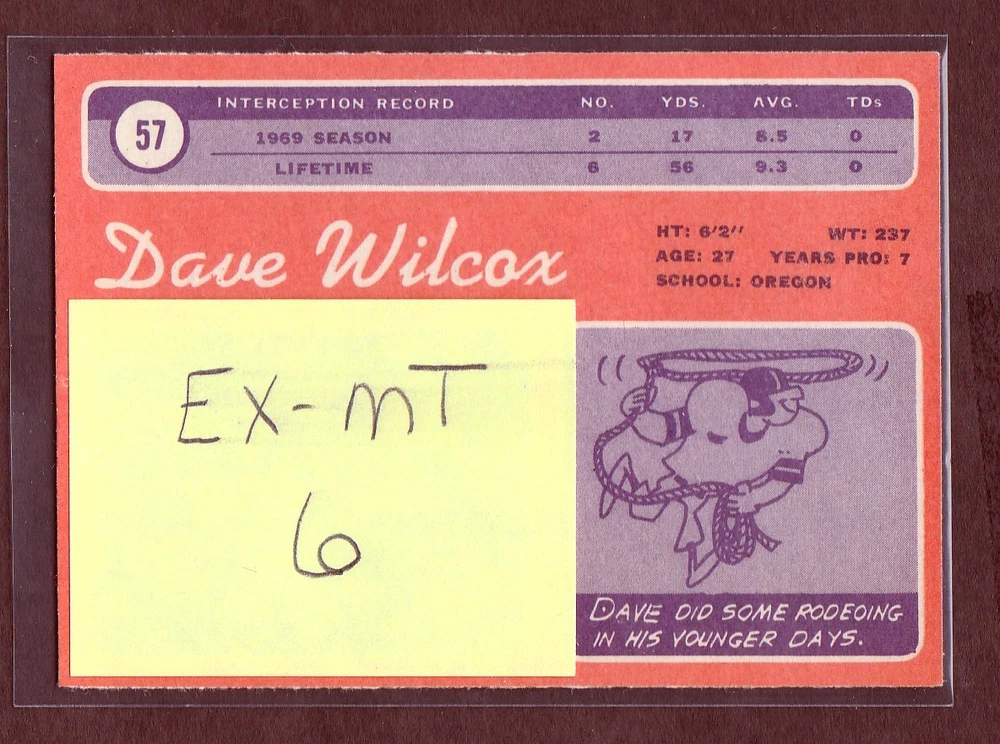 57
INTERCEPTION RECORD NO. YDS. AVG. TDs
1969 SEASON 2 17 8.5 0
LIFETIME 6 56 9.3 0
Dave Wilcox
HT: 6'2" WT: 237
AGE: 27 YEARS PRO: 7
SCHOOL: OREGON
EX-MT
6
DAVE DID SOME RODEOING
IN HIS YOUNGER DAYS.